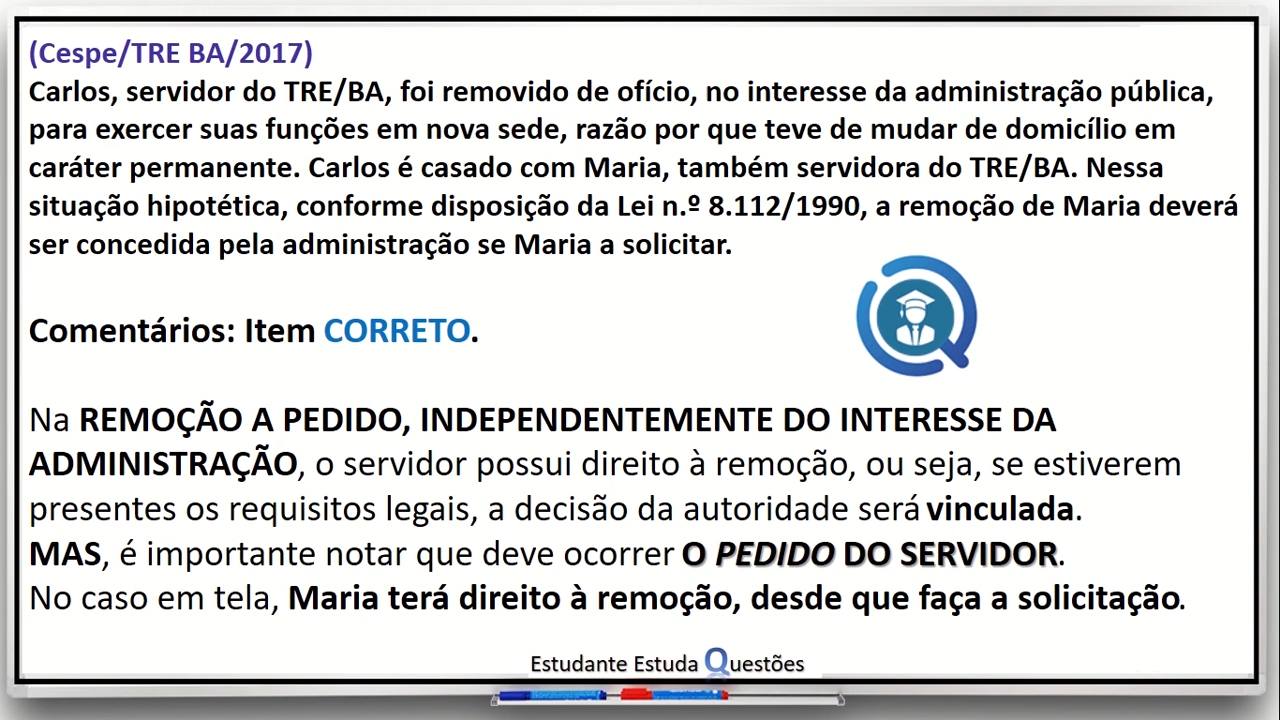 (Cespe/TRE BA/2017)
Carlos, servidor do TRE/BA, foi removido de ofício, no interesse da administração pública,
para exercer suas funções em nova sede, razão por que teve de mudar de domicílio em
caráter permanente. Carlos é casado com Maria, também servidora do TRE/BA. Nessa
situação hipotética, conforme disposição da Lei n.º 8.112/1990, a remoção de Maria deverá
ser concedida pela administração se Maria a solicitar.
Comentários: Item CORRETO.
Na REMOÇÃO A PEDIDO, INDEPENDENTEMENTE DO INTERESSE DA
ADMINISTRAÇÃO, o servidor possui direito à remoção, ou seja, se estiverem
presentes os requisitos legais, a decisão da autoridade será vinculada.
MAS, é importante notar que deve ocorrer O PEDIDO DO SERVIDOR.
No caso em tela, Maria terá direito à remoção, desde que faça a solicitação.
Estudante Estuda Questões